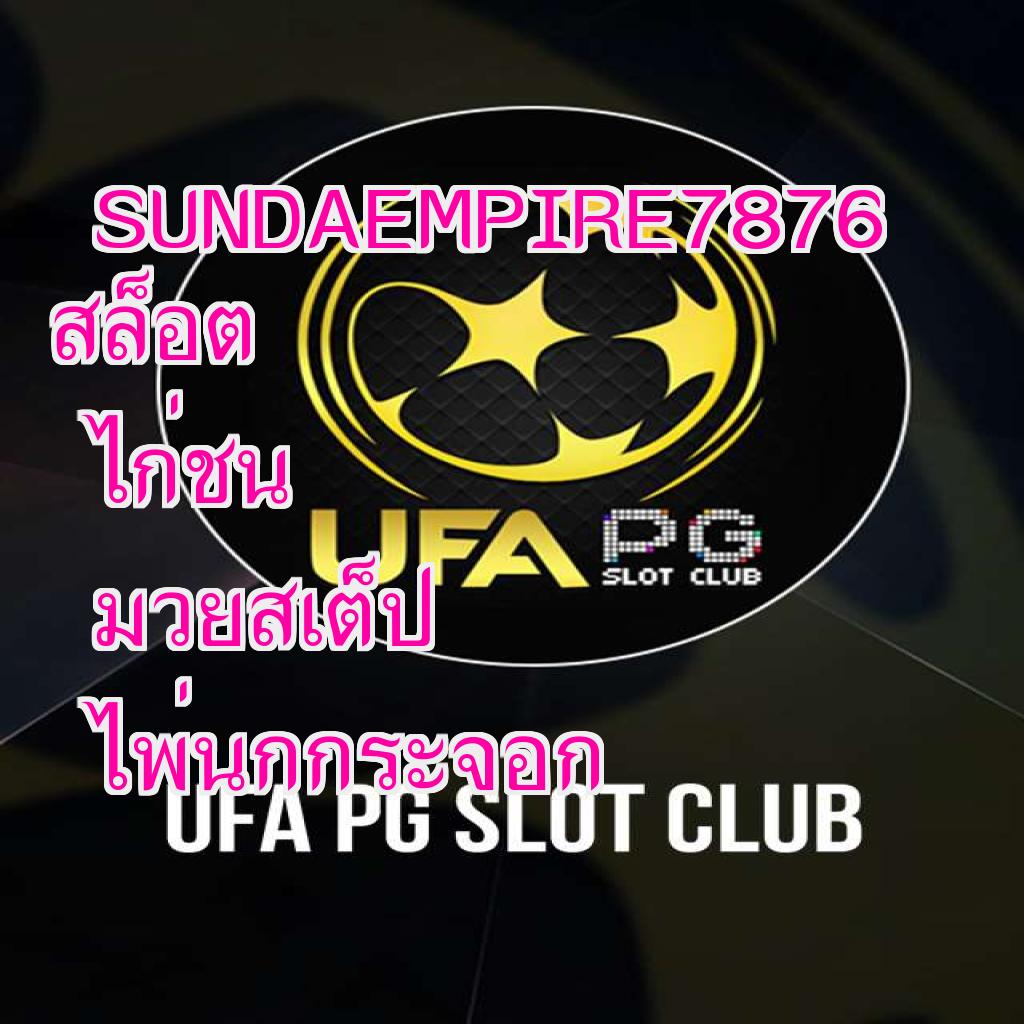 SUNDAEMPIRE7876
สล็อต
ไก่ชน
มวยสเต็ป
ไพ่นกกระจอก
UFA PG
SLOT CLUB
UFA PG SLOT CLUB